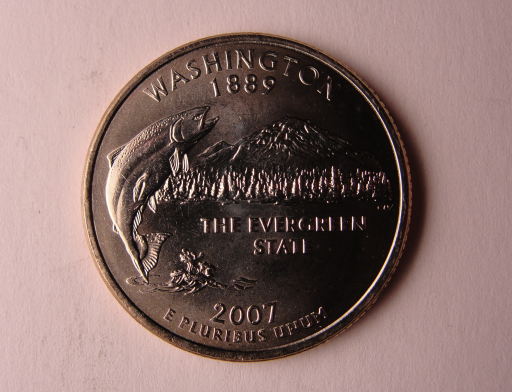 WASHINGTON
1889
THE EVERGREEN
STATE
2007
E PLURIBUS UNUM